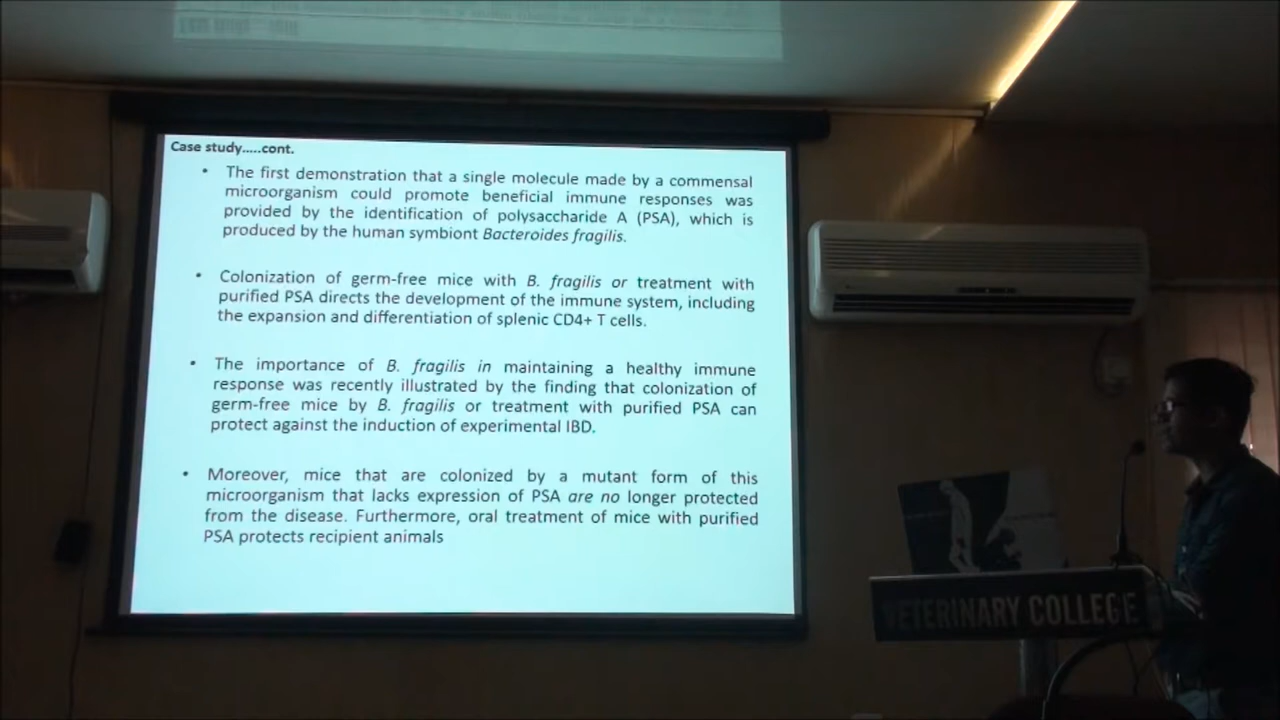 Case study.....cont.
• The first demonstration that a single molecule made by a commensal
microorganism could promote beneficial immune responses was
provided by the identification of polysaccharide A (PSA), which is
produced by the human symbiont Bacteroides fragilis.
• Colonization of germ-free mice with B. fragilis or treatment with
purified PSA directs the development of the immune system, including
the expansion and differentiation of splenic CD4+ T cells.
• The importance of B. fragilis in maintaining a healthy immune
response was recently illustrated by the finding that colonization of
germ-free mice by B. fragilis or treatment with purified PSA can
protect against the induction of experimental IBD.
• Moreover, mice that are colonized by a mutant form of this
microorganism that lacks expression of PSA are no longer protected
from the disease. Furthermore, oral treatment of mice with purified
PSA protects recipient animals
VETERINARY COLLEGE